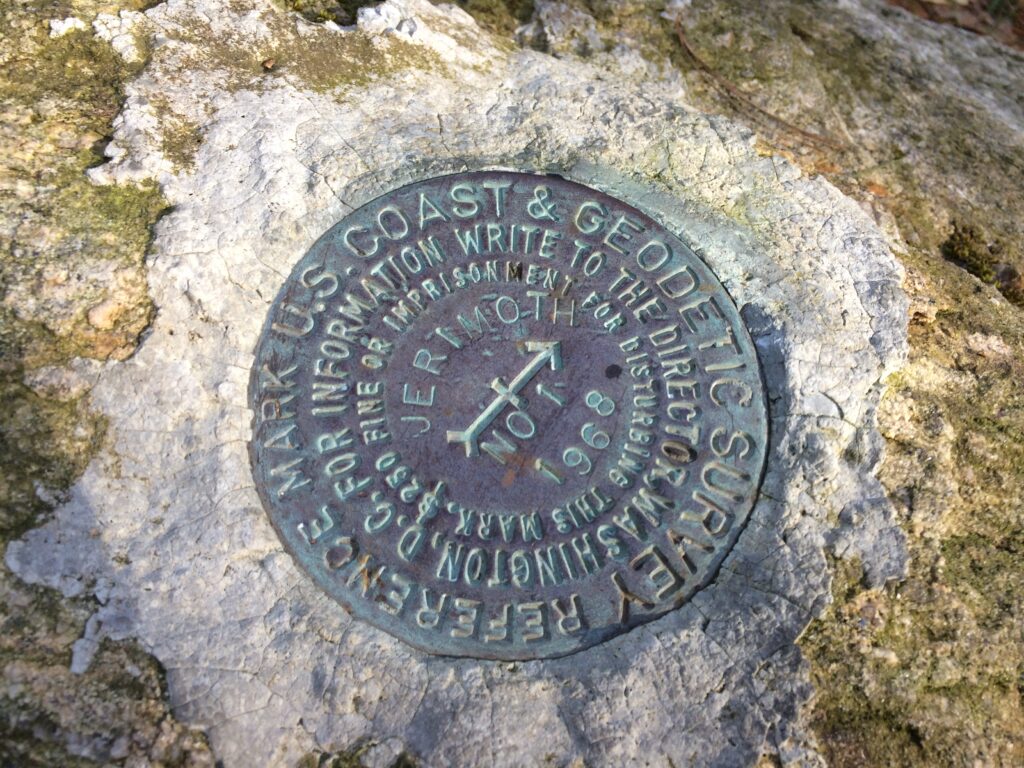 U.S. COAST & GEODETIC SURVEY REFERENCE MARK
FOR INFORMATION WRITE TO THE DIRECTOR, WASHINGTON, D.C.
$250 FINE OR IMPRISONMENT FOR DISTURBING THIS MARK.
JERIMOTH
NO 1
1968